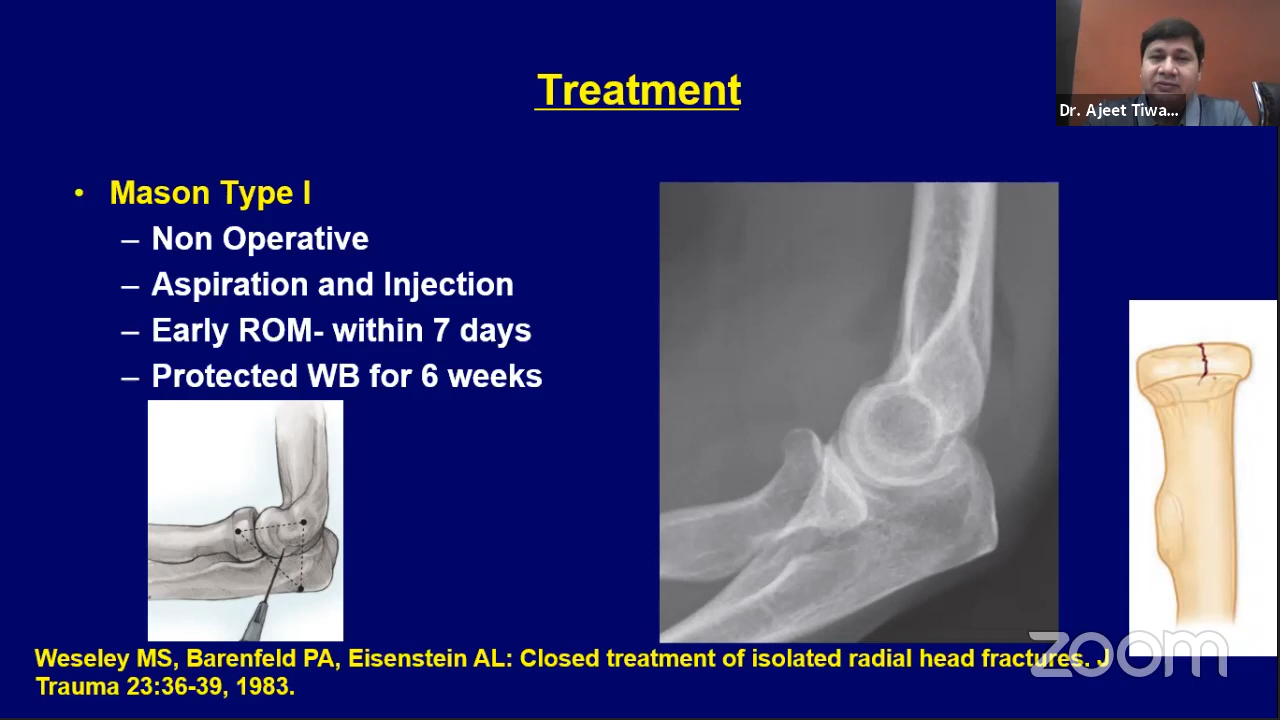 Treatment
Dr. Ajeet Tiwa...
• Mason Type I
– Non Operative
– Aspiration and Injection
– Early ROM- within 7 days
– Protected WB for 6 weeks
Weseley MS, Barenfeld PA, Eisenstein AL: Closed treatment of isolated radial head fractures. J
Trauma 23:36-39, 1983.
zoom